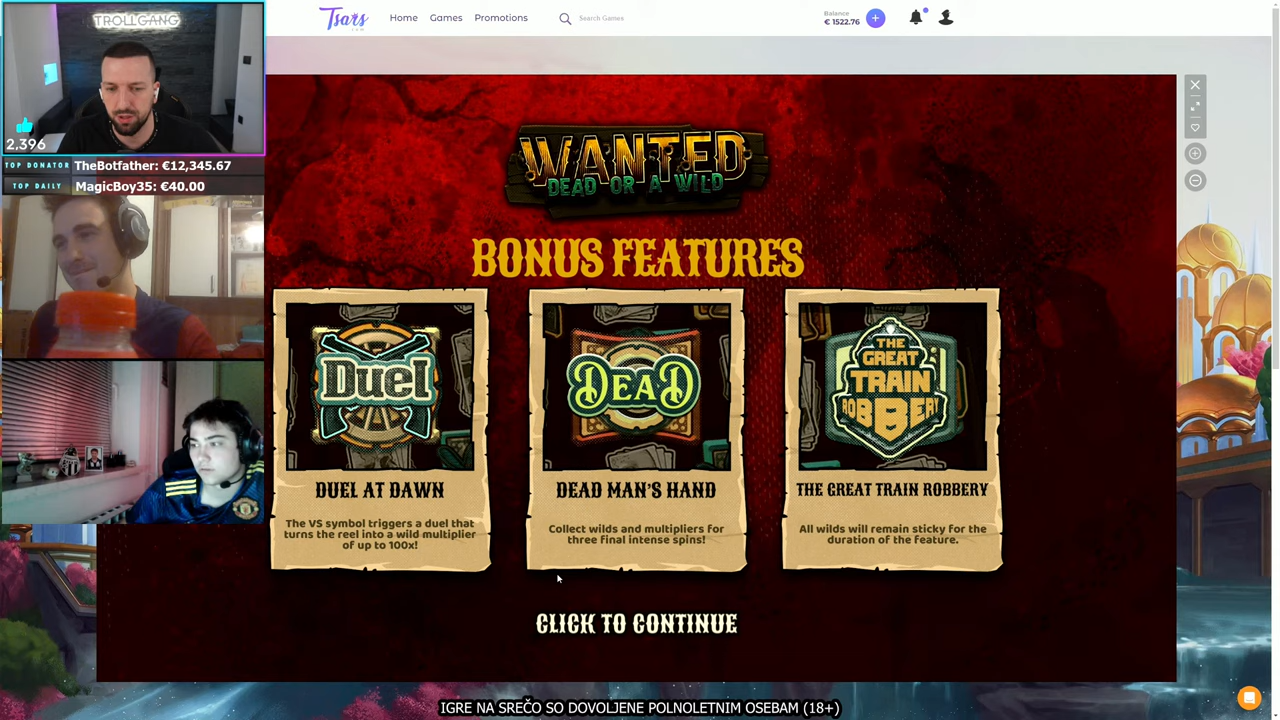 TROLLGANG
2,396
TOP DONATOR TheBotfather: €12,345.67
TOP DAILY MagicBoy35: €40.00
Tsars
.com
Home Games Promotions
Search Games
Balance
€ 1522.76
WANTED
DEAD OR A WILD
BONUS FEATURES
Duel
DUEL AT DAWN
The VS symbol triggers a duel that
turns the reel into a wild multiplier
of up to 100x!
DEAD
DEAD MAN'S HAND
Collect wilds and multipliers for
three final intense spins!
THE
GREAT
TRAIN
ROBBERY
THE GREAT TRAIN ROBBERY
All wilds will remain sticky for the
duration of the feature.
CLICK TO CONTINUE
IGRE NA SREČO SO DOVOLJENE POLNOLETNIM OSEBAM (18+)